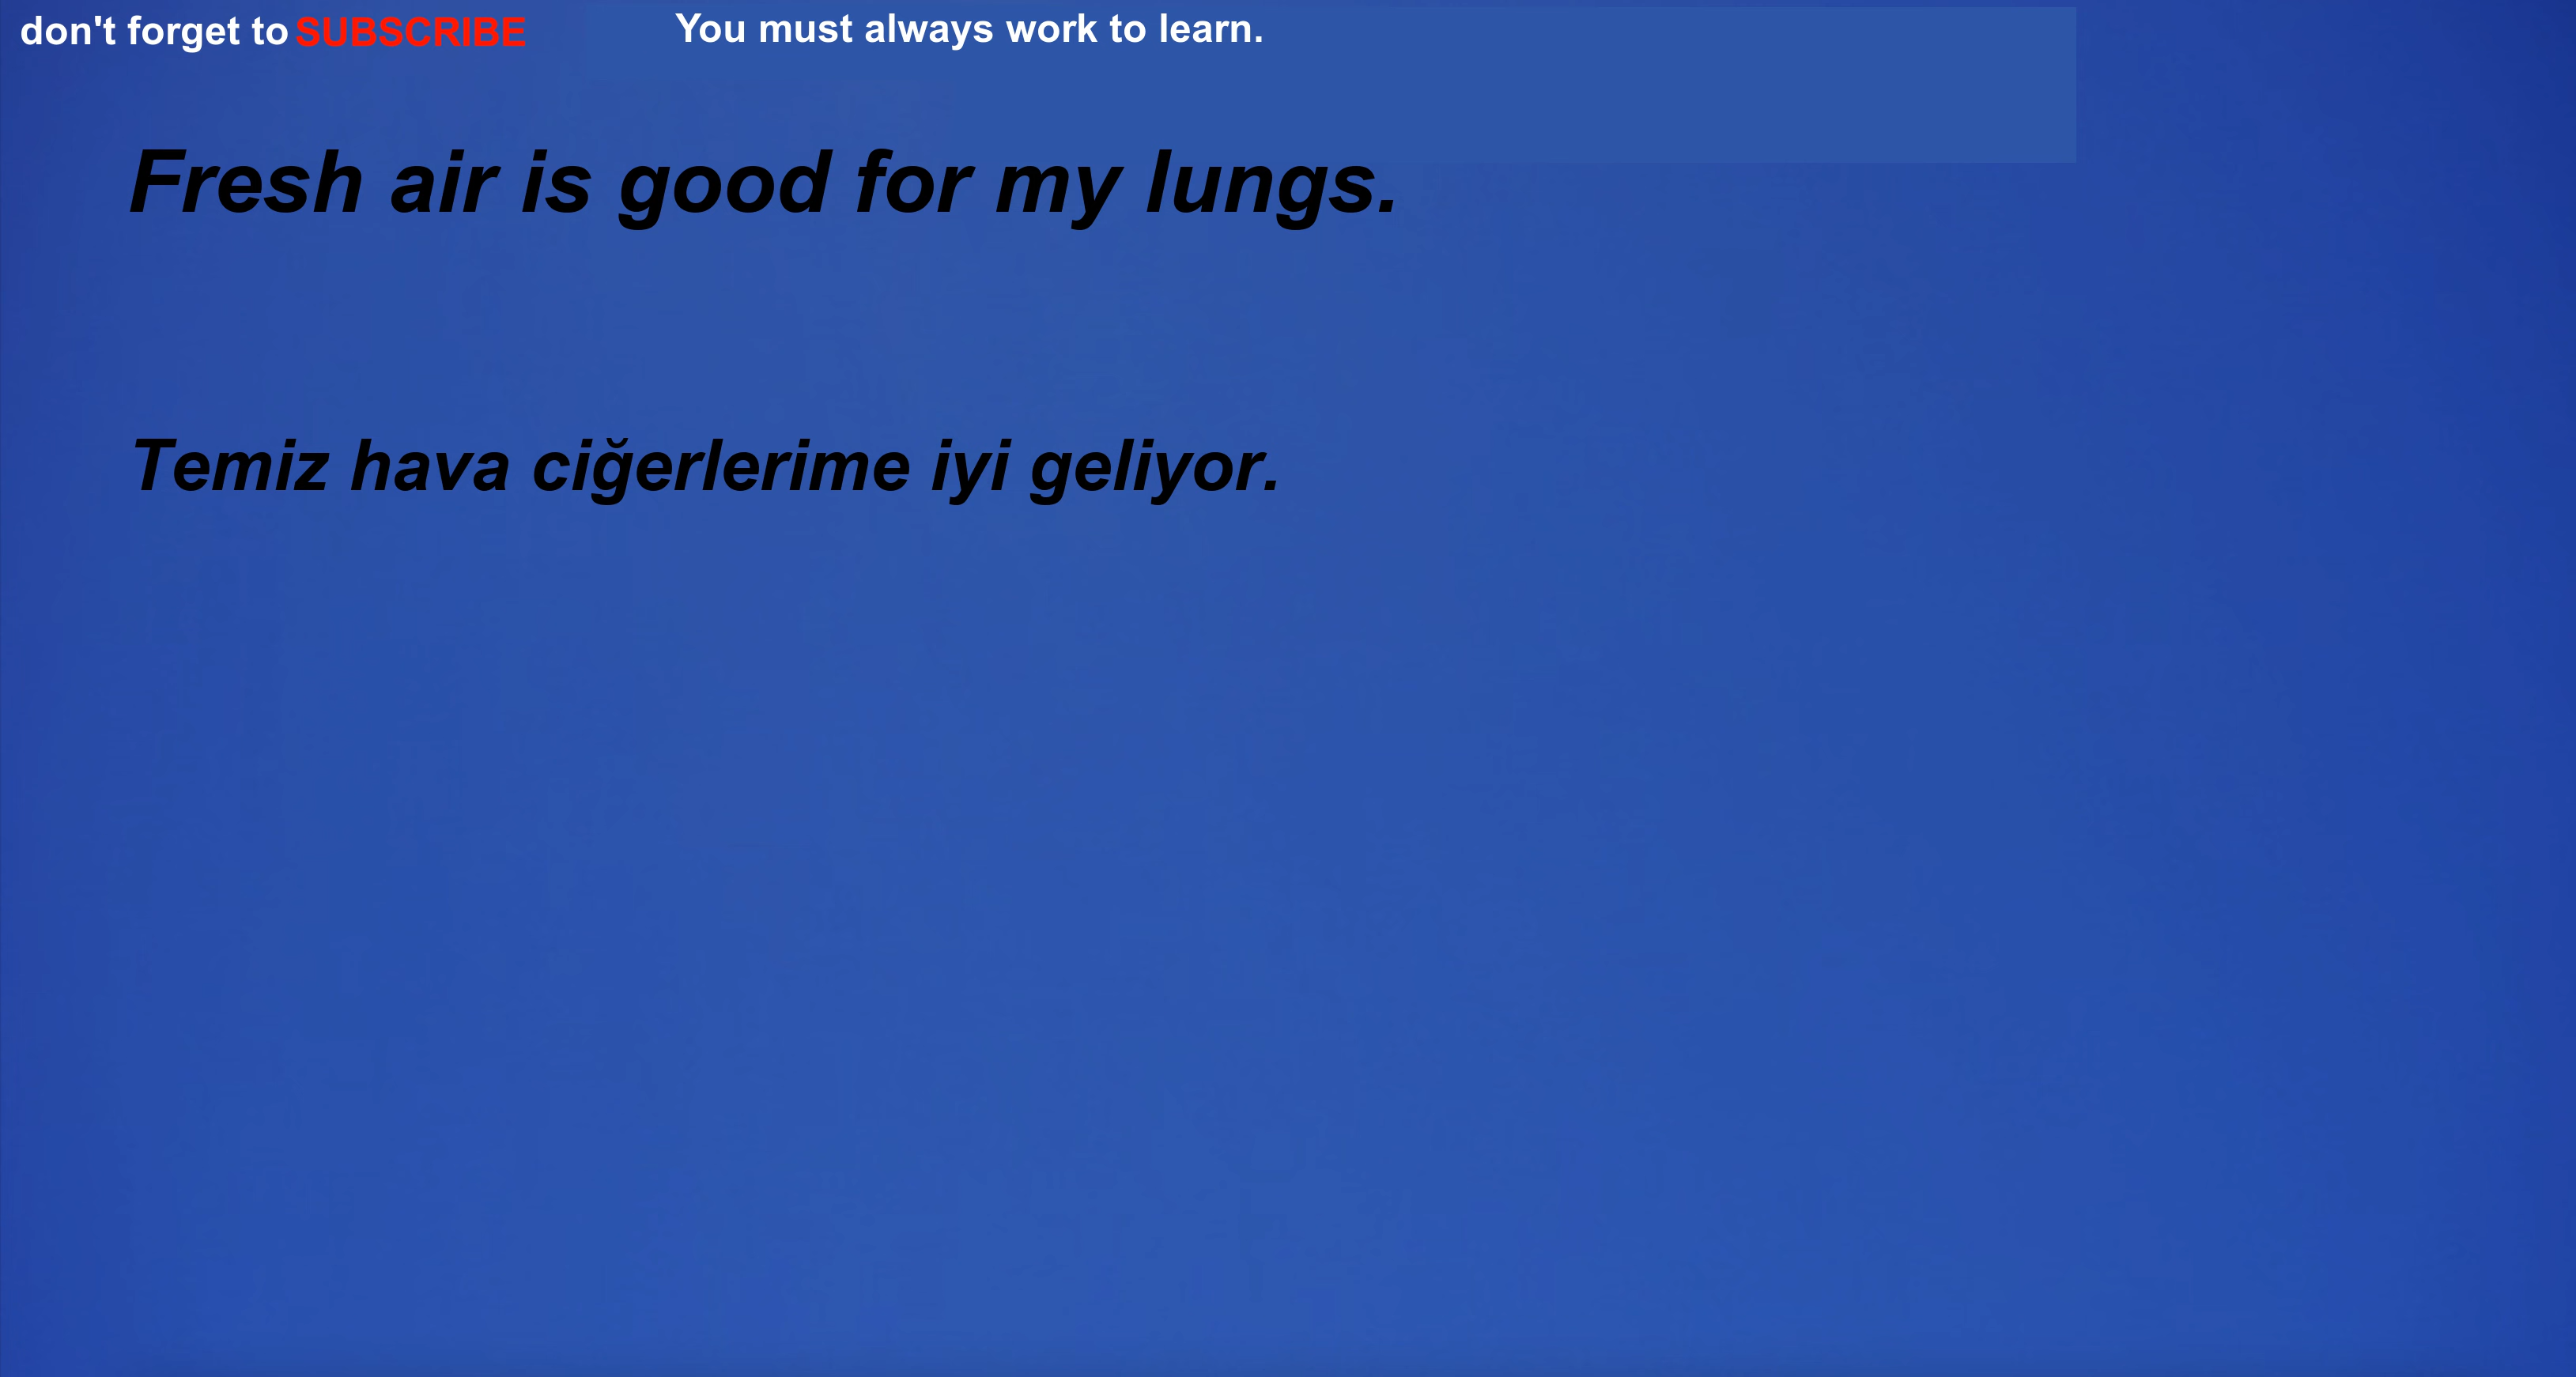 don't forget to SUBSCRIBE You must always work to learn.
Fresh air is good for my lungs.
Temiz hava ciğerlerime iyi geliyor.